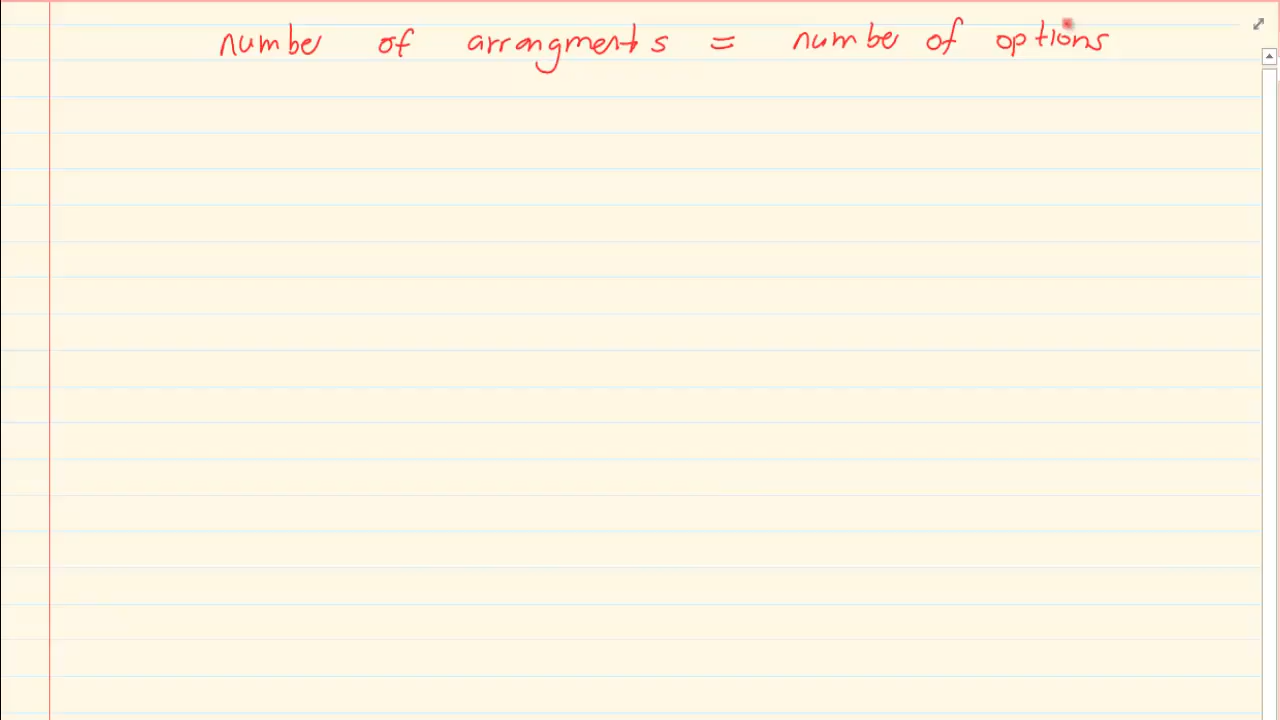 number of arrangments = number of options